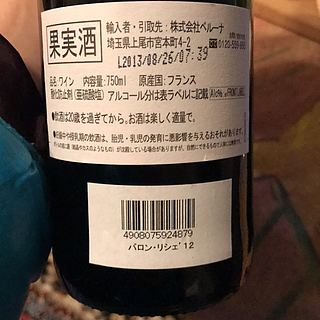 果実酒
輸入者・引取先:株式会社ベルーナ
埼玉県上尾市宮本町4-2
L2013/08/26/07:39
品名:ワイン 内容量:750ml 原産国:フランス
酸化防止剤(亜硫酸塩) アルコール分は表ラベルに記載
●飲酒は20歳を過ぎてから。お酒は楽しく適量で。
●妊娠中や授乳期の飲酒は、胎児・乳児の発育に悪影響を与えるおそれがあります。
4908075924879
バロン・リシェ'12